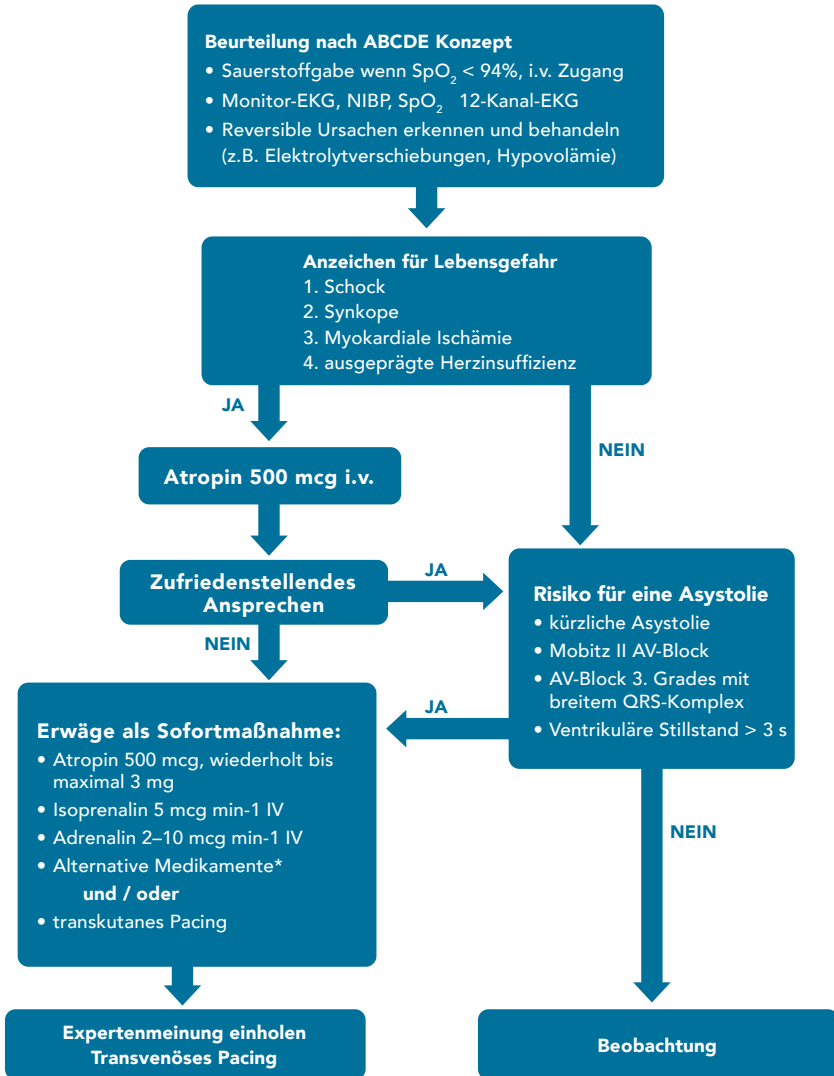 Beurteilung nach ABCDE Konzept
• Sauerstoffgabe wenn SpO2 < 94%, i.v. Zugang
• Monitor-EKG, NIBP, SpO2 12-Kanal-EKG
• Reversible Ursachen erkennen und behandeln
(z.B. Elektrolytverschiebungen, Hypovolämie)
Anzeichen für Lebensgefahr
1. Schock
2. Synkope
3. Myokardiale Ischämie
4. ausgeprägte Herzinsuffizienz
JA
NEIN
Atropin 500 mcg i.v.
Zufriedenstellendes
Ansprechen
JA
NEIN
Risiko für eine Asystolie
• kürzliche Asystolie
• Mobitz II AV-Block
• AV-Block 3. Grades mit
breitem QRS-Komplex
• Ventrikuläre Stillstand > 3 s
JA
NEIN
Erwäge als Sofortmaßnahme:
• Atropin 500 mcg, wiederholt bis
maximal 3 mg
• Isoprenalin 5 mcg min-1 IV
• Adrenalin 2–10 mcg min-1 IV
• Alternative Medikamente*
und / oder
• transkutanes Pacing
Expertenmeinung einholen
Transvenöses Pacing
Beobachtung